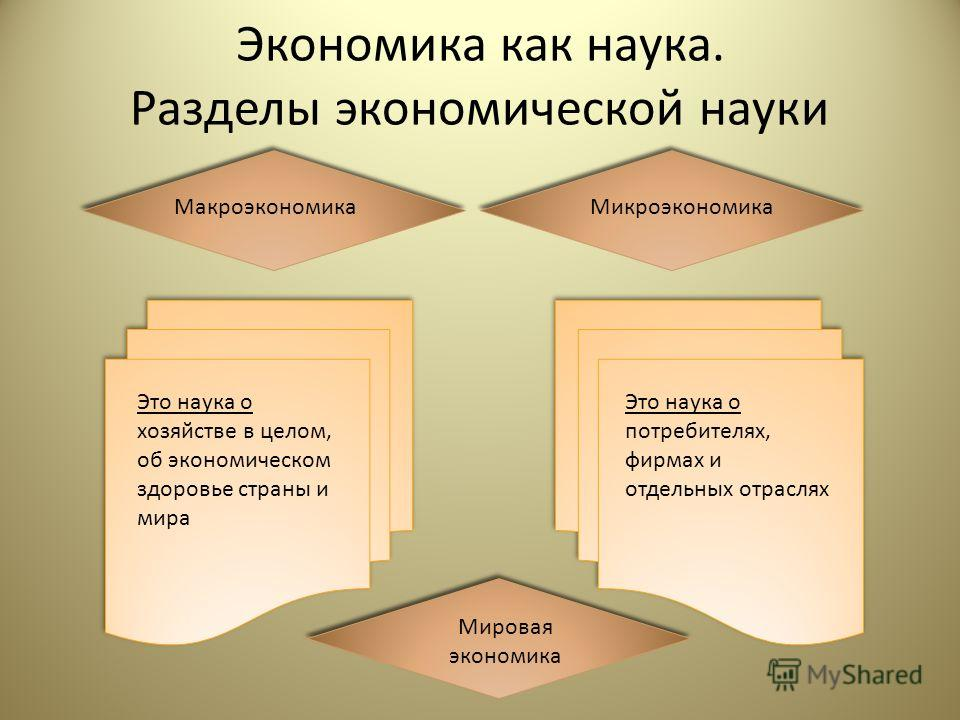 Экономика как наука.
Разделы экономической науки
Макроэкономика
Микроэкономика
Это наука о
хозяйстве в целом,
об экономическом
здоровье страны и
мира
Это наука о
потребителях,
фирмах и
отдельных отраслях
Мировая
экономика
MyShared